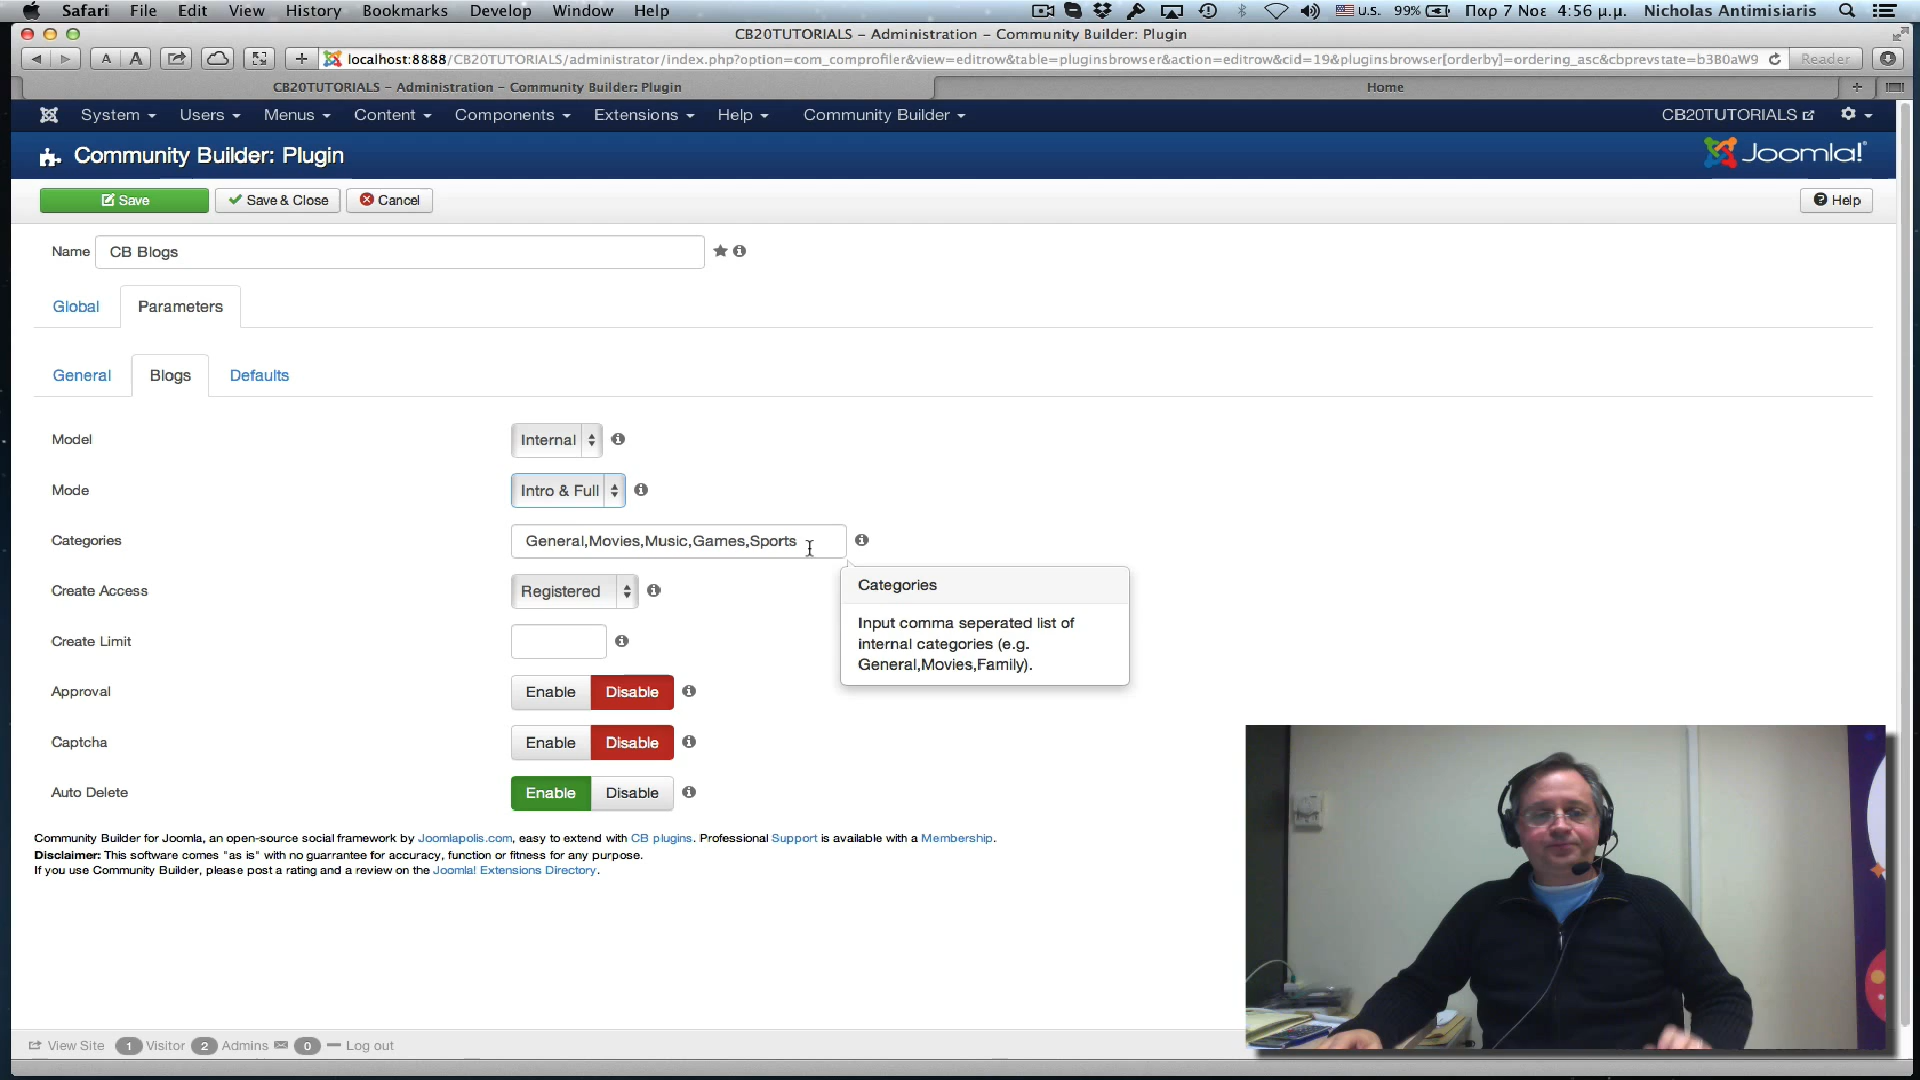 Safari File Edit View History Bookmarks Develop Window Help U.S. 99% Παρ 7 Νοε 4:56 μ.μ. Nicholas Antimisiaris
CB20TUTORIALS – Administration – Community Builder: Plugin
A A + localhost:8888/CB20TUTORIALS/administrator/index.php?option=com_comprofiler&view=editrow&table=pluginsbrowser&action=editrow&cid=19&pluginsbrowser[orderby]=ordering_asc&cbprevstate=b3B0aW9 Reader
CB20TUTORIALS – Administration – Community Builder: Plugin Home +
System Users Menus Content Components Extensions Help Community Builder CB20TUTORIALS
Community Builder: Plugin Joomla!
Save Save & Close Cancel Help
Name CB Blogs
Global Parameters
General Blogs Defaults
Model Internal
Mode Intro & Full
Categories General,Movies,Music,Games,Sports
Categories
Input comma seperated list of
internal categories (e.g.
General,Movies,Family).
Create Access Registered
Create Limit
Approval Enable Disable
Captcha Enable Disable
Auto Delete Enable Disable
Community Builder for Joomla, an open-source social framework by Joomlapolis.com, easy to extend with CB plugins. Professional Support is available with a Membership.
Disclaimer: This software comes "as is" with no guarrantee for accuracy, function or fitness for any purpose.
If you use Community Builder, please post a rating and a review on the Joomla! Extensions Directory.
View Site 1 Visitor 2 Admins 0 Log out